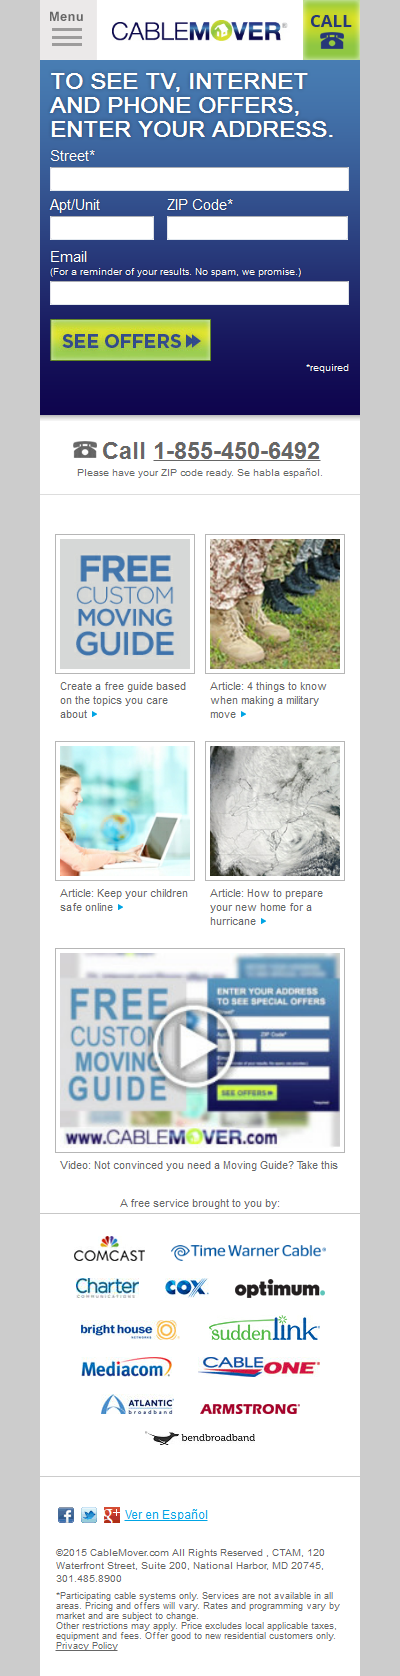 Menu
CABLEMOVER®
CALL
TO SEE TV, INTERNET
AND PHONE OFFERS,
ENTER YOUR ADDRESS.
Street*
Apt/Unit ZIP Code*
Email
(For a reminder of your results. No spam, we promise.)
SEE OFFERS
*required
Call 1-855-450-6492
Please have your ZIP code ready. Se habla español.
FREE
CUSTOM
MOVING
GUIDE
Create a free guide based
on the topics you care
about
Article: 4 things to know
when making a military
move
Article: Keep your children
safe online
Article: How to prepare
your new home for a
hurricane
FREE
CUSTOM
MOVING
GUIDE
ENTER YOUR ADDRESS
TO SEE SPECIAL OFFERS
Street*
Apt/Unit ZIP Code*
Email
SEE OFFERS
www.CABLEMOVER.com
Video: Not convinced you need a Moving Guide? Take this
A free service brought to you by:
COMCAST
Time Warner Cable®
Charter
COMMUNICATIONS
COX
optimum.
bright house
NETWORKS
suddenlink
Mediacom
CABLE ONE
ATLANTIC
broadband
ARMSTRONG
bendbroadband
Ver en Español
©2015 CableMover.com All Rights Reserved , CTAM, 120
Waterfront Street, Suite 200, National Harbor, MD 20745,
301.485.8900
*Participating cable systems only. Services are not available in all
areas. Pricing and offers will vary. Rates and programming vary by
market and are subject to change.
Other restrictions may apply. Price excludes local applicable taxes,
equipment and fees. Offer good to new residential customers only.
Privacy Policy